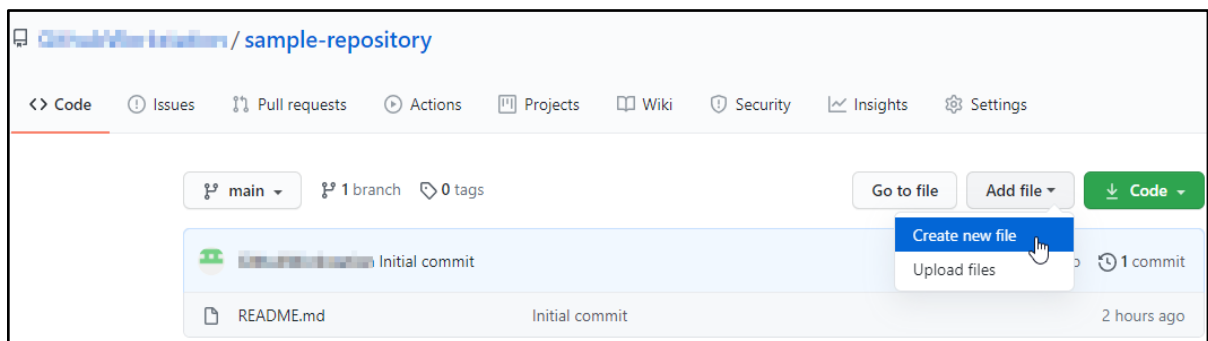 / sample-repository
<> Code Issues Pull requests Actions Projects Wiki Security Insights Settings
main 1 branch 0 tags Go to file Add file Code
Create new file
Initial commit 1 commit
Upload files
README.md Initial commit 2 hours ago